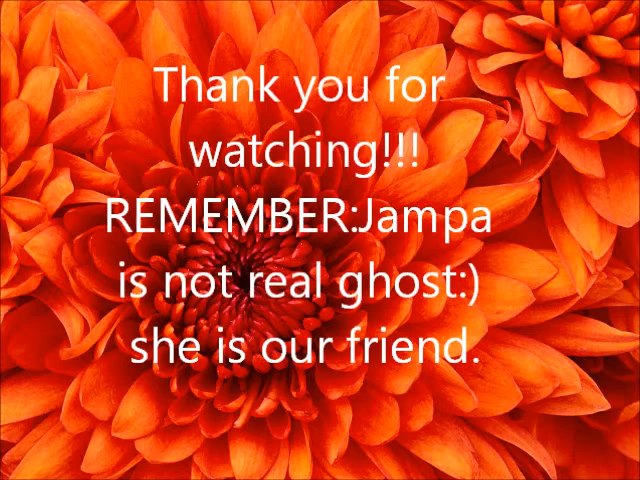 Thank you for
watching!!!
REMEMBER:Jampa
is not real ghost:)
she is our friend.